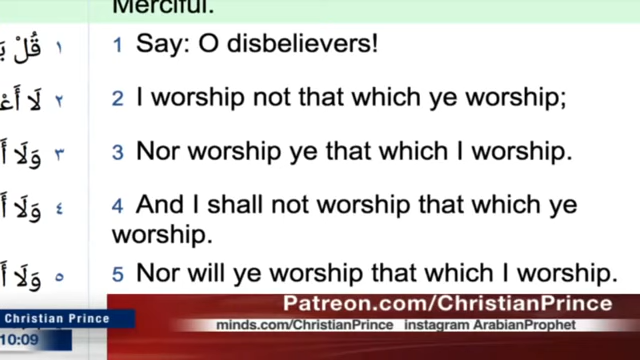 Merciful.
1 Say: O disbelievers!
١ قُلْ
2 I worship not that which ye worship;
٢ لَا
3 Nor worship ye that which I worship.
٣ وَلَا
4 And I shall not worship that which ye
٤ وَلَا
worship.
5 Nor will ye worship that which I worship.
٥ وَلَا
Patreon.com/ChristianPrince
Christian Prince
minds.com/ChristianPrince instagram ArabianProphet
10:09